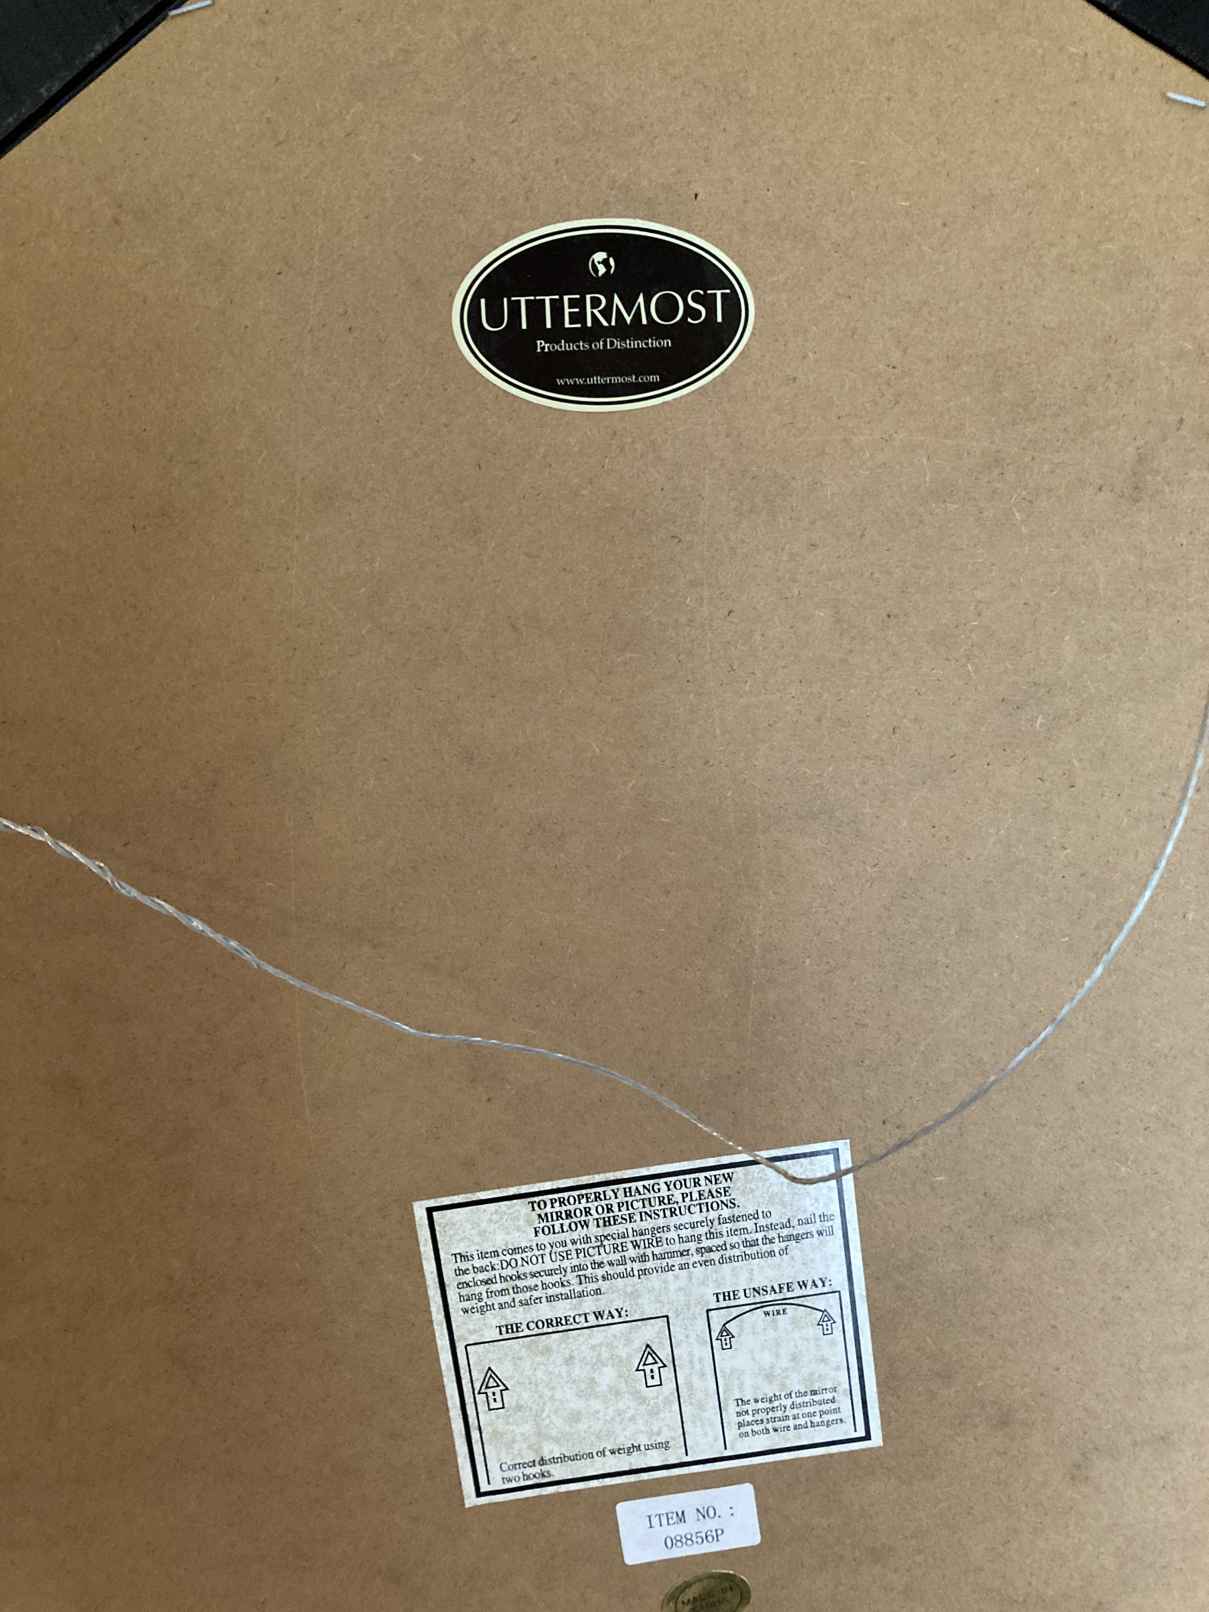 UTTERMOST
Products of Distinction
www.uttermost.com
TO PROPERLY HANG YOUR NEW
MIRROR OR PICTURE, PLEASE
FOLLOW THESE INSTRUCTIONS.
This item comes to you with special hangers securely fastened to
the back: DO NOT USE PICTURE WIRE to hang this item. Instead, nail the
enclosed hooks securely into the wall with hammer, spaced so that the hangers will
hang from those hooks. This should provide an even distribution of
weight and safer installation.
THE CORRECT WAY:
Correct distribution of weight using
two hooks.
THE UNSAFE WAY:
WIRE
The weight of the mirror
not properly distributed
places strain at one point
on both wire and hangers.
ITEM NO. :
08856P
MADE IN